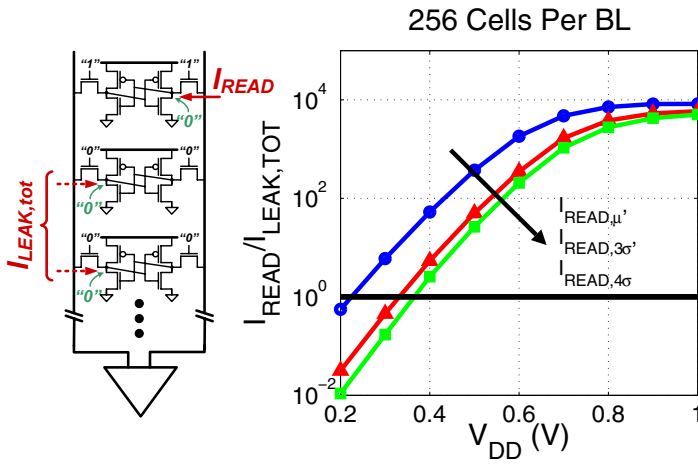 256 Cells Per BL
"1" "1"
I_READ
"0"
"0" "0"
"0"
I_LEAK,tot
"0" "0"
"0"
I_READ/I_LEAK,TOT
10^4
10^2
10^0
10^-2
I_READ,μ,
I_READ,3σ,
I_READ,4σ
0.2 0.4 0.6 0.8 1
V_DD (V)